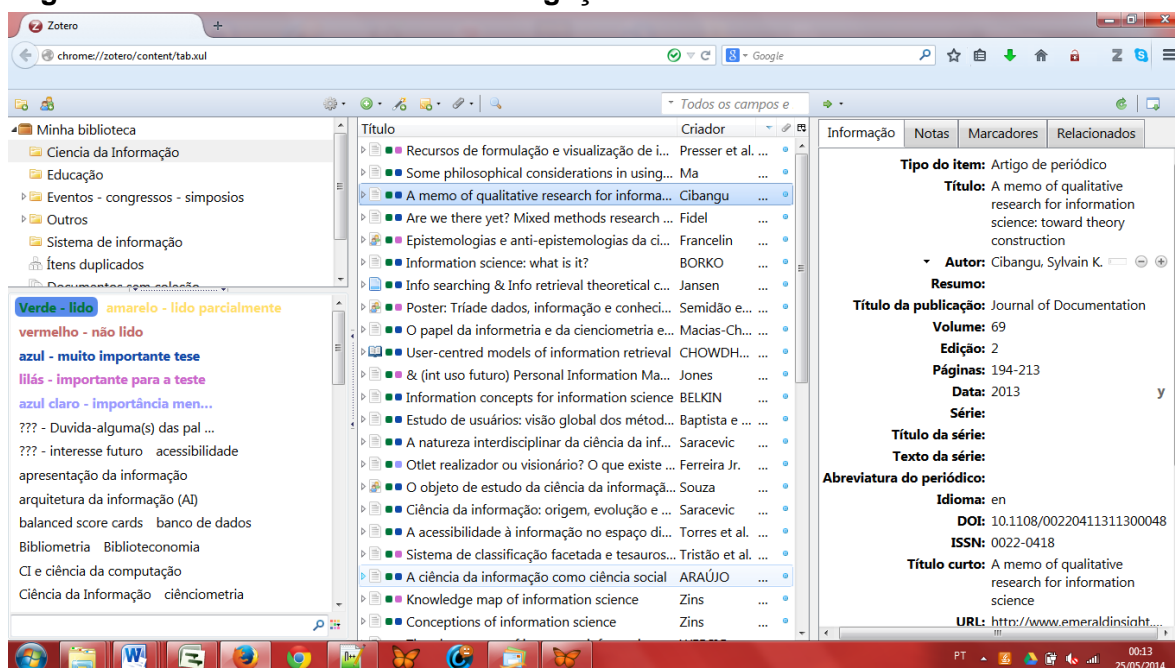 Zotero
chrome://zotero/content/tab.xul
Google
Todos os campos e
Minha biblioteca
Ciencia da Informação
Educação
Eventos - congressos - simposios
Outros
Sistema de informação
Ítens duplicados
Documentos sem coleção
Verde - lido amarelo - lido parcialmente
vermelho - não lido
azul - muito importante tese
lilás - importante para a teste
azul claro - importância men...
??? - Duvida-alguma(s) das pal ...
??? - interesse futuro acessibilidade
apresentação da informação
arquitetura da informação (AI)
balanced score cards banco de dados
Bibliometria Biblioteconomia
CI e ciência da computação
Ciência da Informação ciênciometria
Título Criador
Recursos de formulação e visualização de i... Presser et al. ...
Some philosophical considerations in using... Ma ...
A memo of qualitative research for informa... Cibangu ...
Are we there yet? Mixed methods research ... Fidel ...
Epistemologias e anti-epistemologias da ci... Francelin ...
Information science: what is it? BORKO ...
Info searching & Info retrieval theoretical c... Jansen ...
Poster: Tríade dados, informação e conheci... Semidão e... ...
O papel da informetria e da cienciometria e... Macias-Ch... ...
User-centred models of information retrieval CHOWDH... ...
& (int uso futuro) Personal Information Ma... Jones ...
Information concepts for information science BELKIN ...
Estudo de usuários: visão global dos métod... Baptista e ... ...
A natureza interdisciplinar da ciência da inf... Saracevic ...
Otlet realizador ou visionário? O que existe ... Ferreira Jr. ...
O objeto de estudo da ciência da informaçã... Souza ...
Ciência da informação: origem, evolução e ... Saracevic ...
A acessibilidade à informação no espaço di... Torres et al. ...
Sistema de classificação facetada e tesauros... Tristão et al. ...
A ciência da informação como ciência social ARAÚJO ...
Knowledge map of information science Zins ...
Conceptions of information science Zins ...
Informação Notas Marcadores Relacionados
Tipo do item: Artigo de periódico
Título: A memo of qualitative
research for information
science: toward theory
construction
Autor: Cibangu, Sylvain K.
Resumo:
Título da publicação: Journal of Documentation
Volume: 69
Edição: 2
Páginas: 194-213
Data: 2013 y
Série:
Título da série:
Texto da série:
Abreviatura do periódico:
Idioma: en
DOI: 10.1108/00220411311300048
ISSN: 0022-0418
Título curto: A memo of qualitative
research for information
science
URL: http://www.emeraldinsight....
PT
00:13
25/05/2014